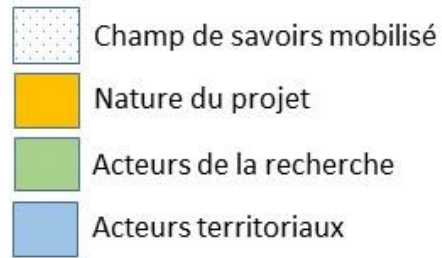 Champ de savoirs mobilisé
Nature du projet
Acteurs de la recherche
Acteurs territoriaux